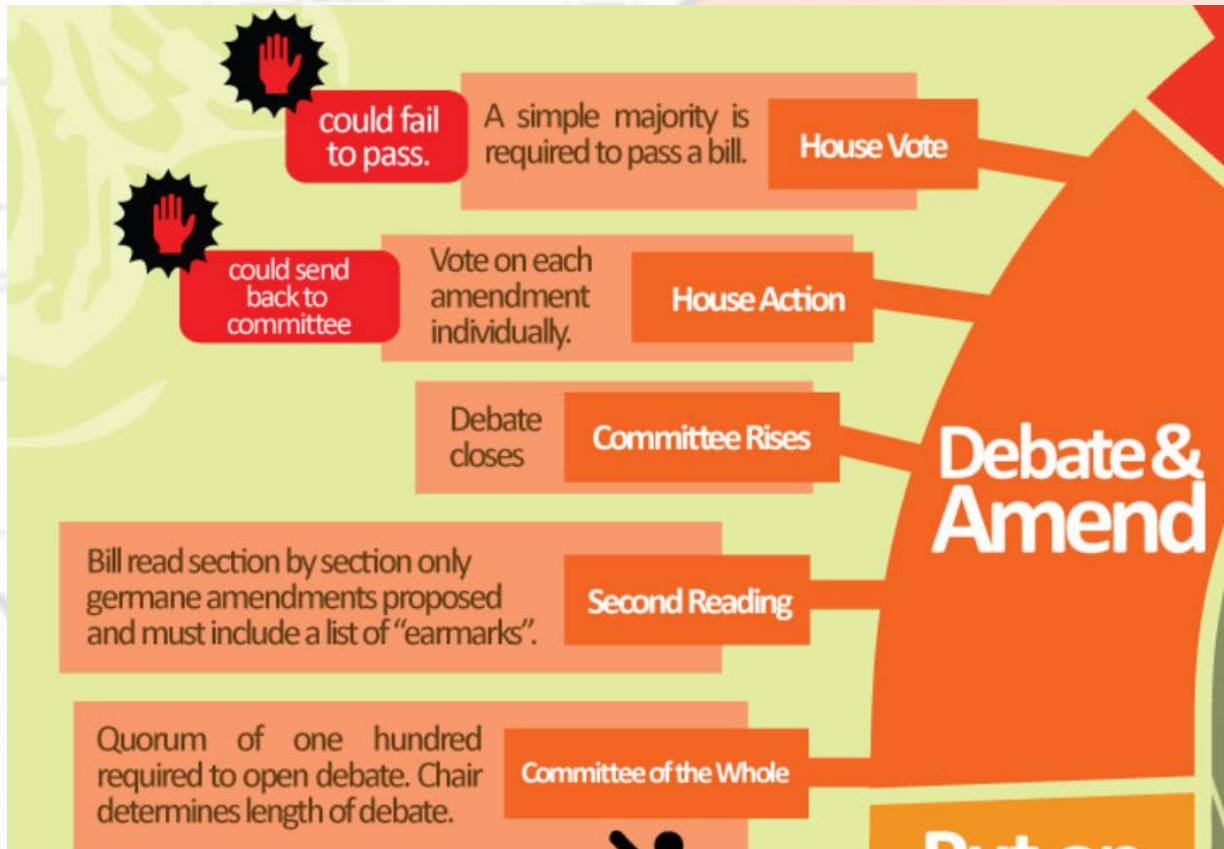 could fail
to pass.
A simple majority is
required to pass a bill.
House Vote
could send
back to
committee
Vote on each
amendment
individually.
House Action
Debate
closes
Committee Rises
Debate &
Amend
Bill read section by section only
germane amendments proposed
and must include a list of “earmarks”.
Second Reading
Quorum of one hundred
required to open debate. Chair
determines length of debate.
Committee of the Whole